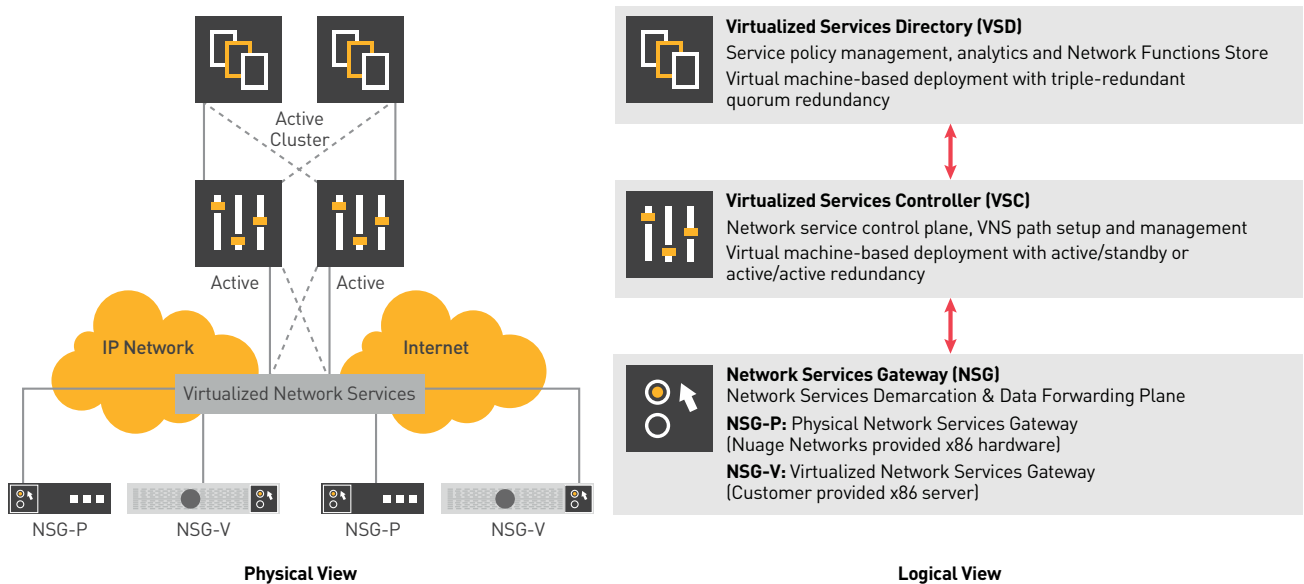 Active
Cluster
Active
Active
IP Network
Internet
Virtualized Network Services
NSG-P
NSG-V
NSG-P
NSG-V
Physical View
Virtualized Services Directory (VSD)
Service policy management, analytics and Network Functions Store
Virtual machine-based deployment with triple-redundant
quorum redundancy
Virtualized Services Controller (VSC)
Network service control plane, VNS path setup and management
Virtual machine-based deployment with active/standby or
active/active redundancy
Network Services Gateway (NSG)
Network Services Demarcation & Data Forwarding Plane
NSG-P: Physical Network Services Gateway
(Nuage Networks provided x86 hardware)
NSG-V: Virtualized Network Services Gateway
(Customer provided x86 server)
Logical View